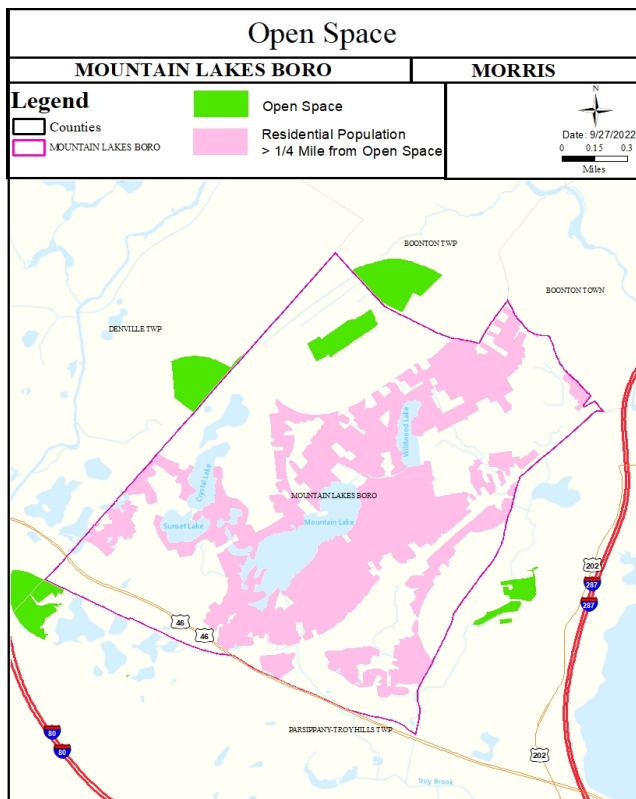 Open Space
MOUNTAIN LAKES BORO
MORRIS
Legend
Counties
MOUNTAIN LAKES BORO
Open Space
Residential Population
> 1/4 Mile from Open Space
N
Date: 9/27/2022
0 0.15 0.3
Miles
BOONTON TWP
BOONTON TOWN
DENVILLE TWP
Wildwood Lake
Crystal Lake
MOUNTAIN LAKES BORO
Mountain Lake
Sunset Lake
202
287
287
46
46
PARSIPPANY-TROY HILLS TWP
80
80
202
Troy Brook